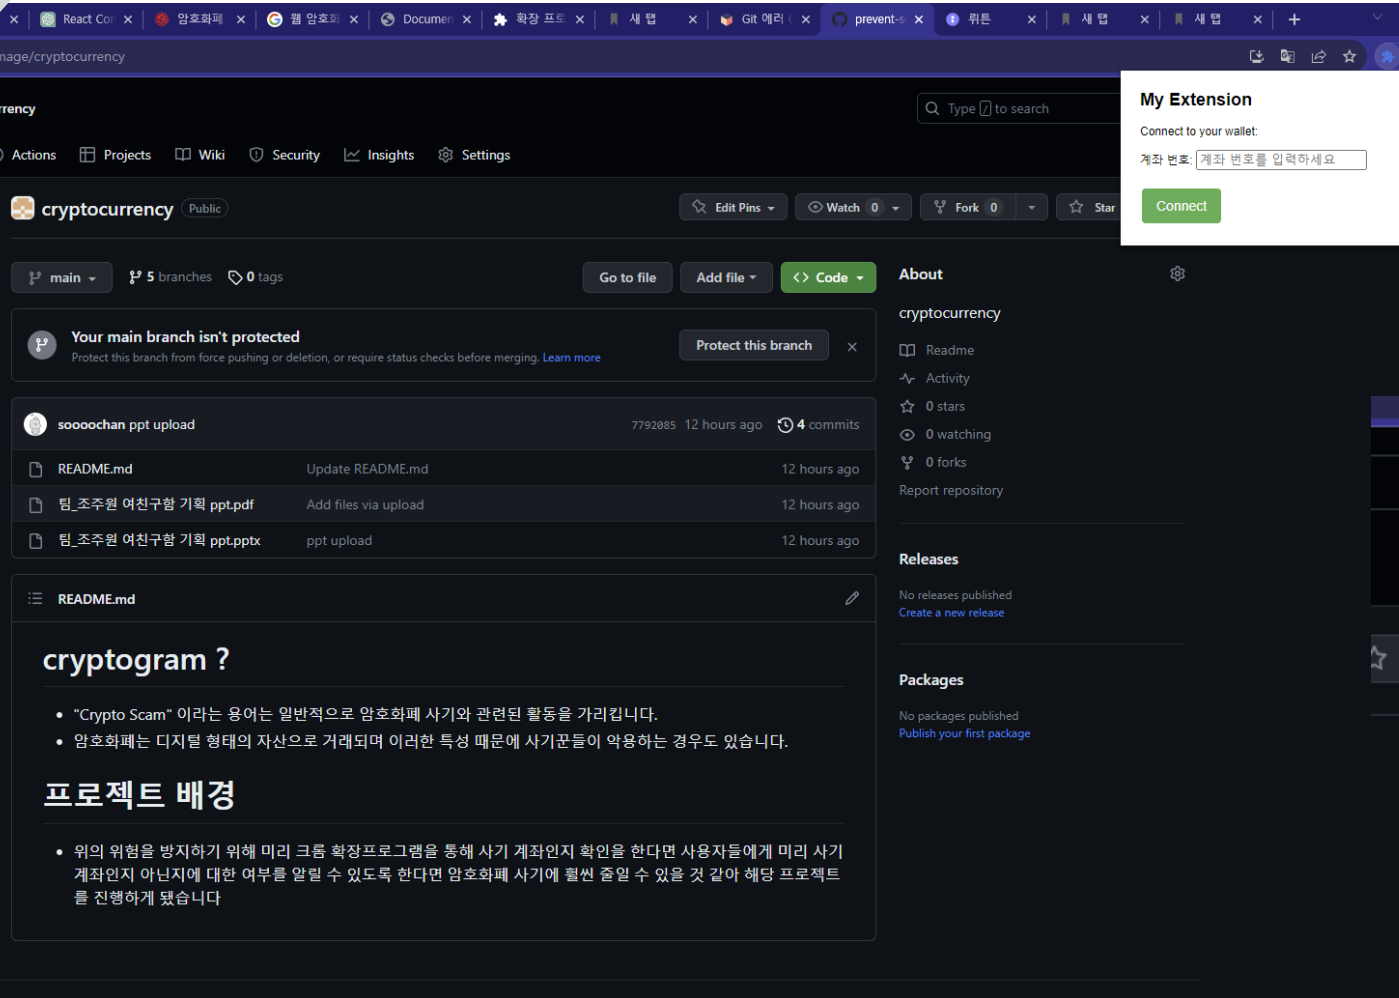 React Con
암호화폐
웹 암호화
Documen
확장 프로
새 탭
Git 에러
prevent-s
뤼튼
새 탭
새 탭
mage/cryptocurrency
rrency
Type / to search
Actions
Projects
Wiki
Security
Insights
Settings
My Extension
Connect to your wallet:
계좌 번호: 계좌 번호를 입력하세요
Connect
cryptocurrency Public
Edit Pins
Watch 0
Fork 0
Star
main
5 branches
0 tags
Go to file
Add file
Code
Your main branch isn't protected
Protect this branch from force pushing or deletion, or require status checks before merging. Learn more
Protect this branch
soooochan ppt upload 7792085 12 hours ago 4 commits
README.md Update README.md 12 hours ago
팀_조주원 여친구함 기획 ppt.pdf Add files via upload 12 hours ago
팀_조주원 여친구함 기획 ppt.pptx ppt upload 12 hours ago
README.md
cryptogram ?
"Crypto Scam" 이라는 용어는 일반적으로 암호화폐 사기와 관련된 활동을 가리킵니다.
암호화폐는 디지털 형태의 자산으로 거래되며 이러한 특성 때문에 사기꾼들이 악용하는 경우도 있습니다.
프로젝트 배경
위의 위험을 방지하기 위해 미리 크롬 확장프로그램을 통해 사기 계좌인지 확인을 한다면 사용자들에게 미리 사기
계좌인지 아닌지에 대한 여부를 알릴 수 있도록 한다면 암호화폐 사기에 훨씬 줄일 수 있을 것 같아 해당 프로젝트
를 진행하게 됐습니다
About
cryptocurrency
Readme
Activity
0 stars
0 watching
0 forks
Report repository
Releases
No releases published
Create a new release
Packages
No packages published
Publish your first package